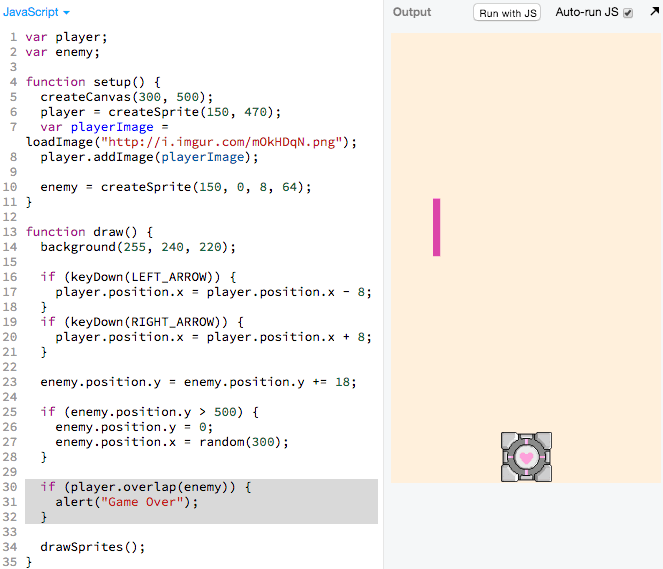 JavaScript
Output
Run with JS
Auto-run JS
1 var player;
2 var enemy;
3
4 function setup() {
5 createCanvas(300, 500);
6 player = createSprite(150, 470);
7 var playerImage =
loadImage("http://i.imgur.com/mOkHDqN.png");
8 player.addImage(playerImage);
9
10 enemy = createSprite(150, 0, 8, 64);
11 }
12
13 function draw() {
14 background(255, 240, 220);
15
16 if (keyDown(LEFT_ARROW)) {
17 player.position.x = player.position.x - 8;
18 }
19 if (keyDown(RIGHT_ARROW)) {
20 player.position.x = player.position.x + 8;
21 }
22
23 enemy.position.y = enemy.position.y += 18;
24
25 if (enemy.position.y > 500) {
26 enemy.position.y = 0;
27 enemy.position.x = random(300);
28 }
29
30 if (player.overlap(enemy)) {
31 alert("Game Over");
32 }
33
34 drawSprites();
35 }